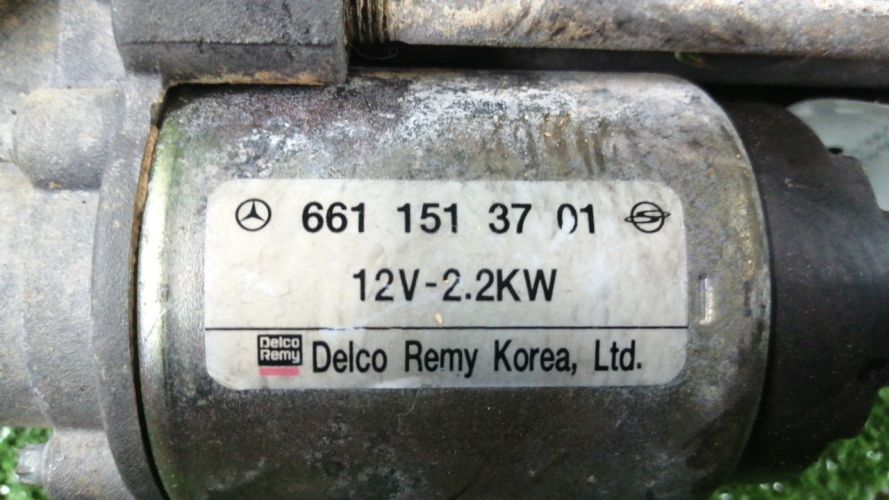 661 151 37 01
12V-2.2KW
Delco Remy Delco Remy Korea, Ltd.